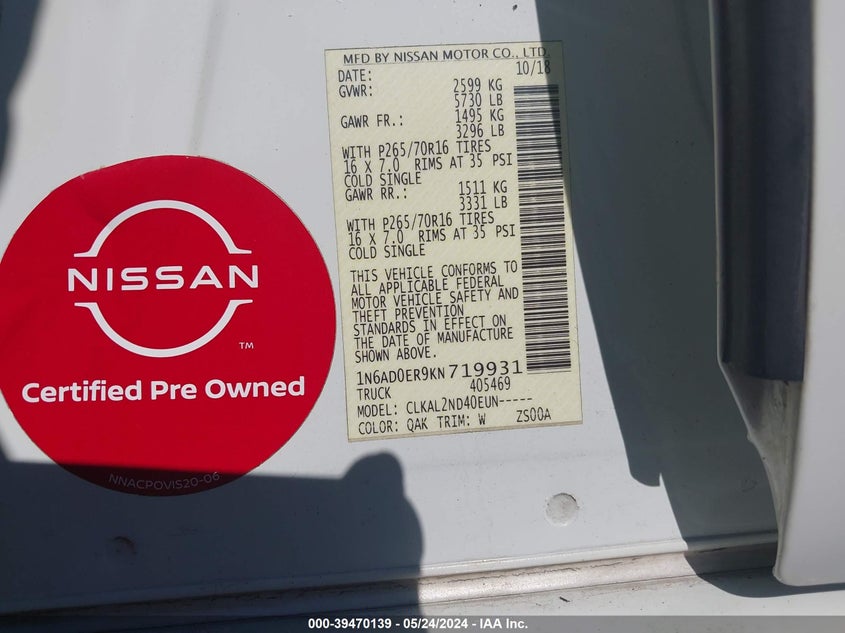 MFD BY NISSAN MOTOR CO., LTD.
DATE: 10/18
GVWR: 2599 KG
5730 LB
GAWR FR.: 1495 KG
3296 LB
WITH P265/70R16 TIRES
16 X 7.0 RIMS AT 35 PSI
COLD SINGLE
GAWR RR.: 1511 KG
3331 LB
WITH P265/70R16 TIRES
16 X 7.0 RIMS AT 35 PSI
COLD SINGLE
THIS VEHICLE CONFORMS TO
ALL APPLICABLE FEDERAL
MOTOR VEHICLE SAFETY AND
THEFT PREVENTION
STANDARDS IN EFFECT ON
THE DATE OF MANUFACTURE
SHOWN ABOVE.
1N6AD0ER9KN719931
TRUCK 405469
MODEL: CLKAL2ND40EUN-----
COLOR: QAK TRIM: W ZS00A
NISSAN
TM
Certified Pre Owned
NNACPOVIS20-06
000-39470139 - 05/24/2024 - IAA Inc.